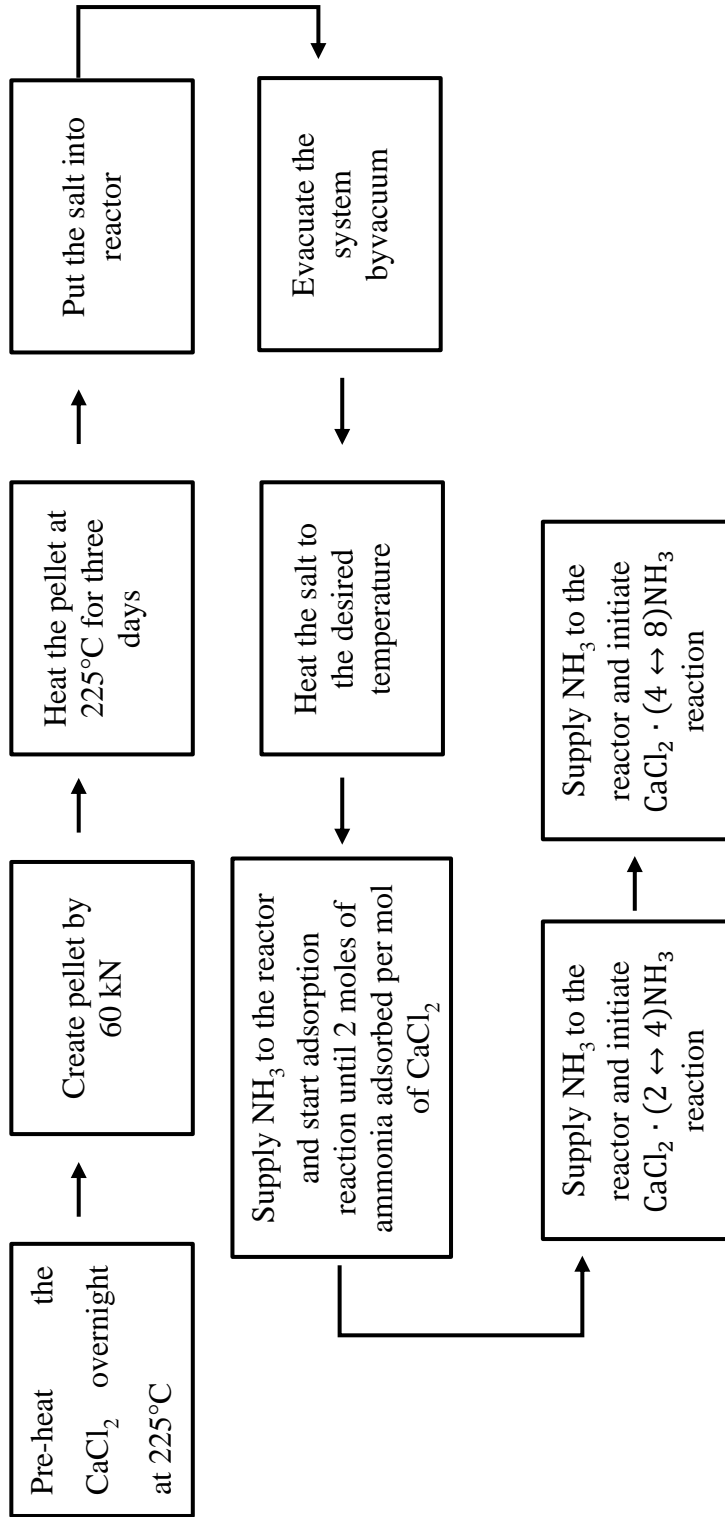 Pre-heat the
CaCl₂ overnight
at 225°C
Create pellet by
60 kN
Heat the pellet at
225°C for three
days
Put the salt into
reactor
Evacuate the
system
byvacuum
Heat the salt to
the desired
temperature
Supply NH₃ to the reactor
and start adsorption
reaction until 2 moles of
ammonia adsorbed per mol
of CaCl₂
Supply NH₃ to the
reactor and initiate
CaCl₂ · (2 ↔ 4)NH₃
reaction
Supply NH₃ to the
reactor and initiate
CaCl₂ · (4 ↔ 8)NH₃
reaction